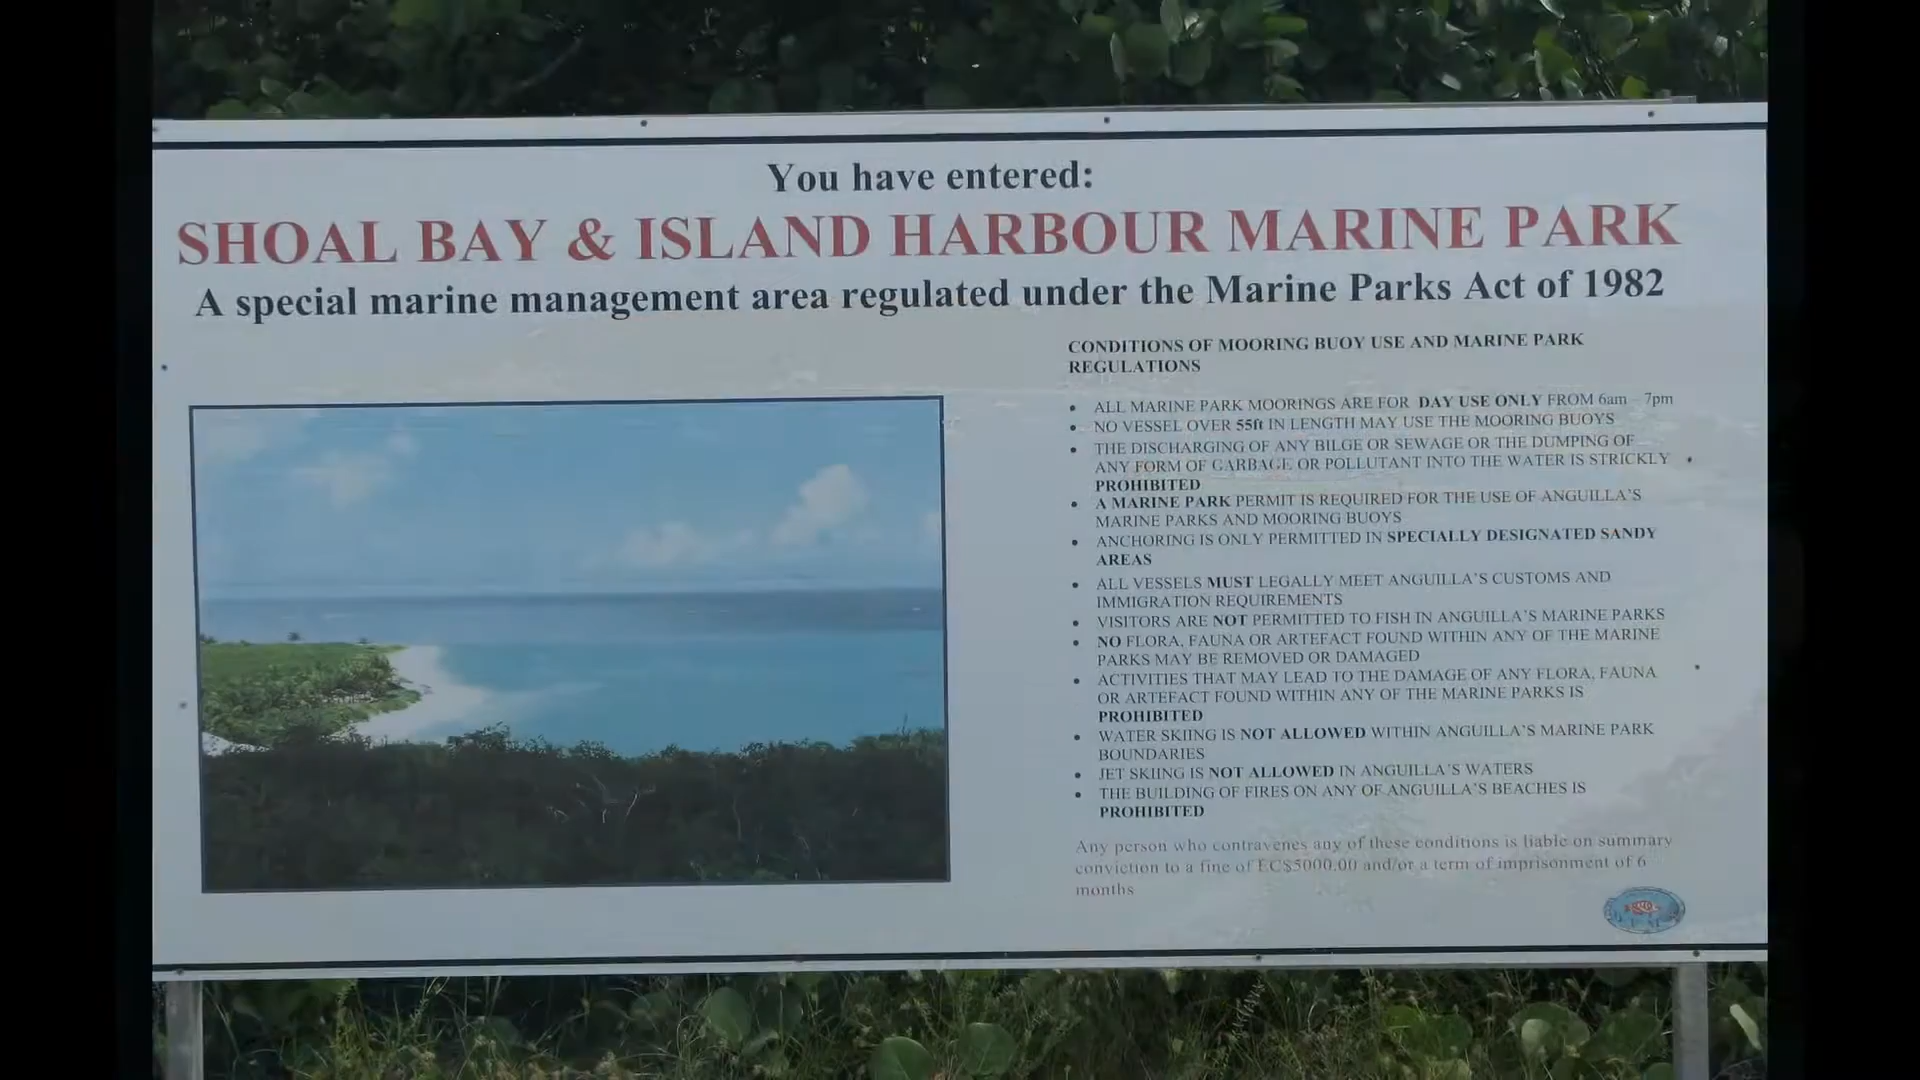 You have entered:
SHOAL BAY & ISLAND HARBOUR MARINE PARK
A special marine management area regulated under the Marine Parks Act of 1982
CONDITIONS OF MOORING BUOY USE AND MARINE PARK
REGULATIONS
• ALL MARINE PARK MOORINGS ARE FOR DAY USE ONLY FROM 6am - 7pm
• NO VESSEL OVER 55ft IN LENGTH MAY USE THE MOORING BUOYS
• THE DISCHARGING OF ANY BILGE OR SEWAGE OR THE DUMPING OF
ANY FORM OF GARBAGE OR POLLUTANT INTO THE WATER IS STRICKLY
PROHIBITED
• A MARINE PARK PERMIT IS REQUIRED FOR THE USE OF ANGUILLA'S
MARINE PARKS AND MOORING BUOYS
• ANCHORING IS ONLY PERMITTED IN SPECIALLY DESIGNATED SANDY
AREAS
• ALL VESSELS MUST LEGALLY MEET ANGUILLA'S CUSTOMS AND
IMMIGRATION REQUIREMENTS
• VISITORS ARE NOT PERMITTED TO FISH IN ANGUILLA'S MARINE PARKS
• NO FLORA, FAUNA OR ARTEFACT FOUND WITHIN ANY OF THE MARINE
PARKS MAY BE REMOVED OR DAMAGED
• ACTIVITIES THAT MAY LEAD TO THE DAMAGE OF ANY FLORA, FAUNA
OR ARTEFACT FOUND WITHIN ANY OF THE MARINE PARKS IS
PROHIBITED
• WATER SKIING IS NOT ALLOWED WITHIN ANGUILLA'S MARINE PARK
BOUNDARIES
• JET SKIING IS NOT ALLOWED IN ANGUILLA'S WATERS
• THE BUILDING OF FIRES ON ANY OF ANGUILLA'S BEACHES IS
PROHIBITED
Any person who contravenes any of these conditions is liable on summary
conviction to a fine of EC$5000.00 and/or a term of imprisonment of 6
months